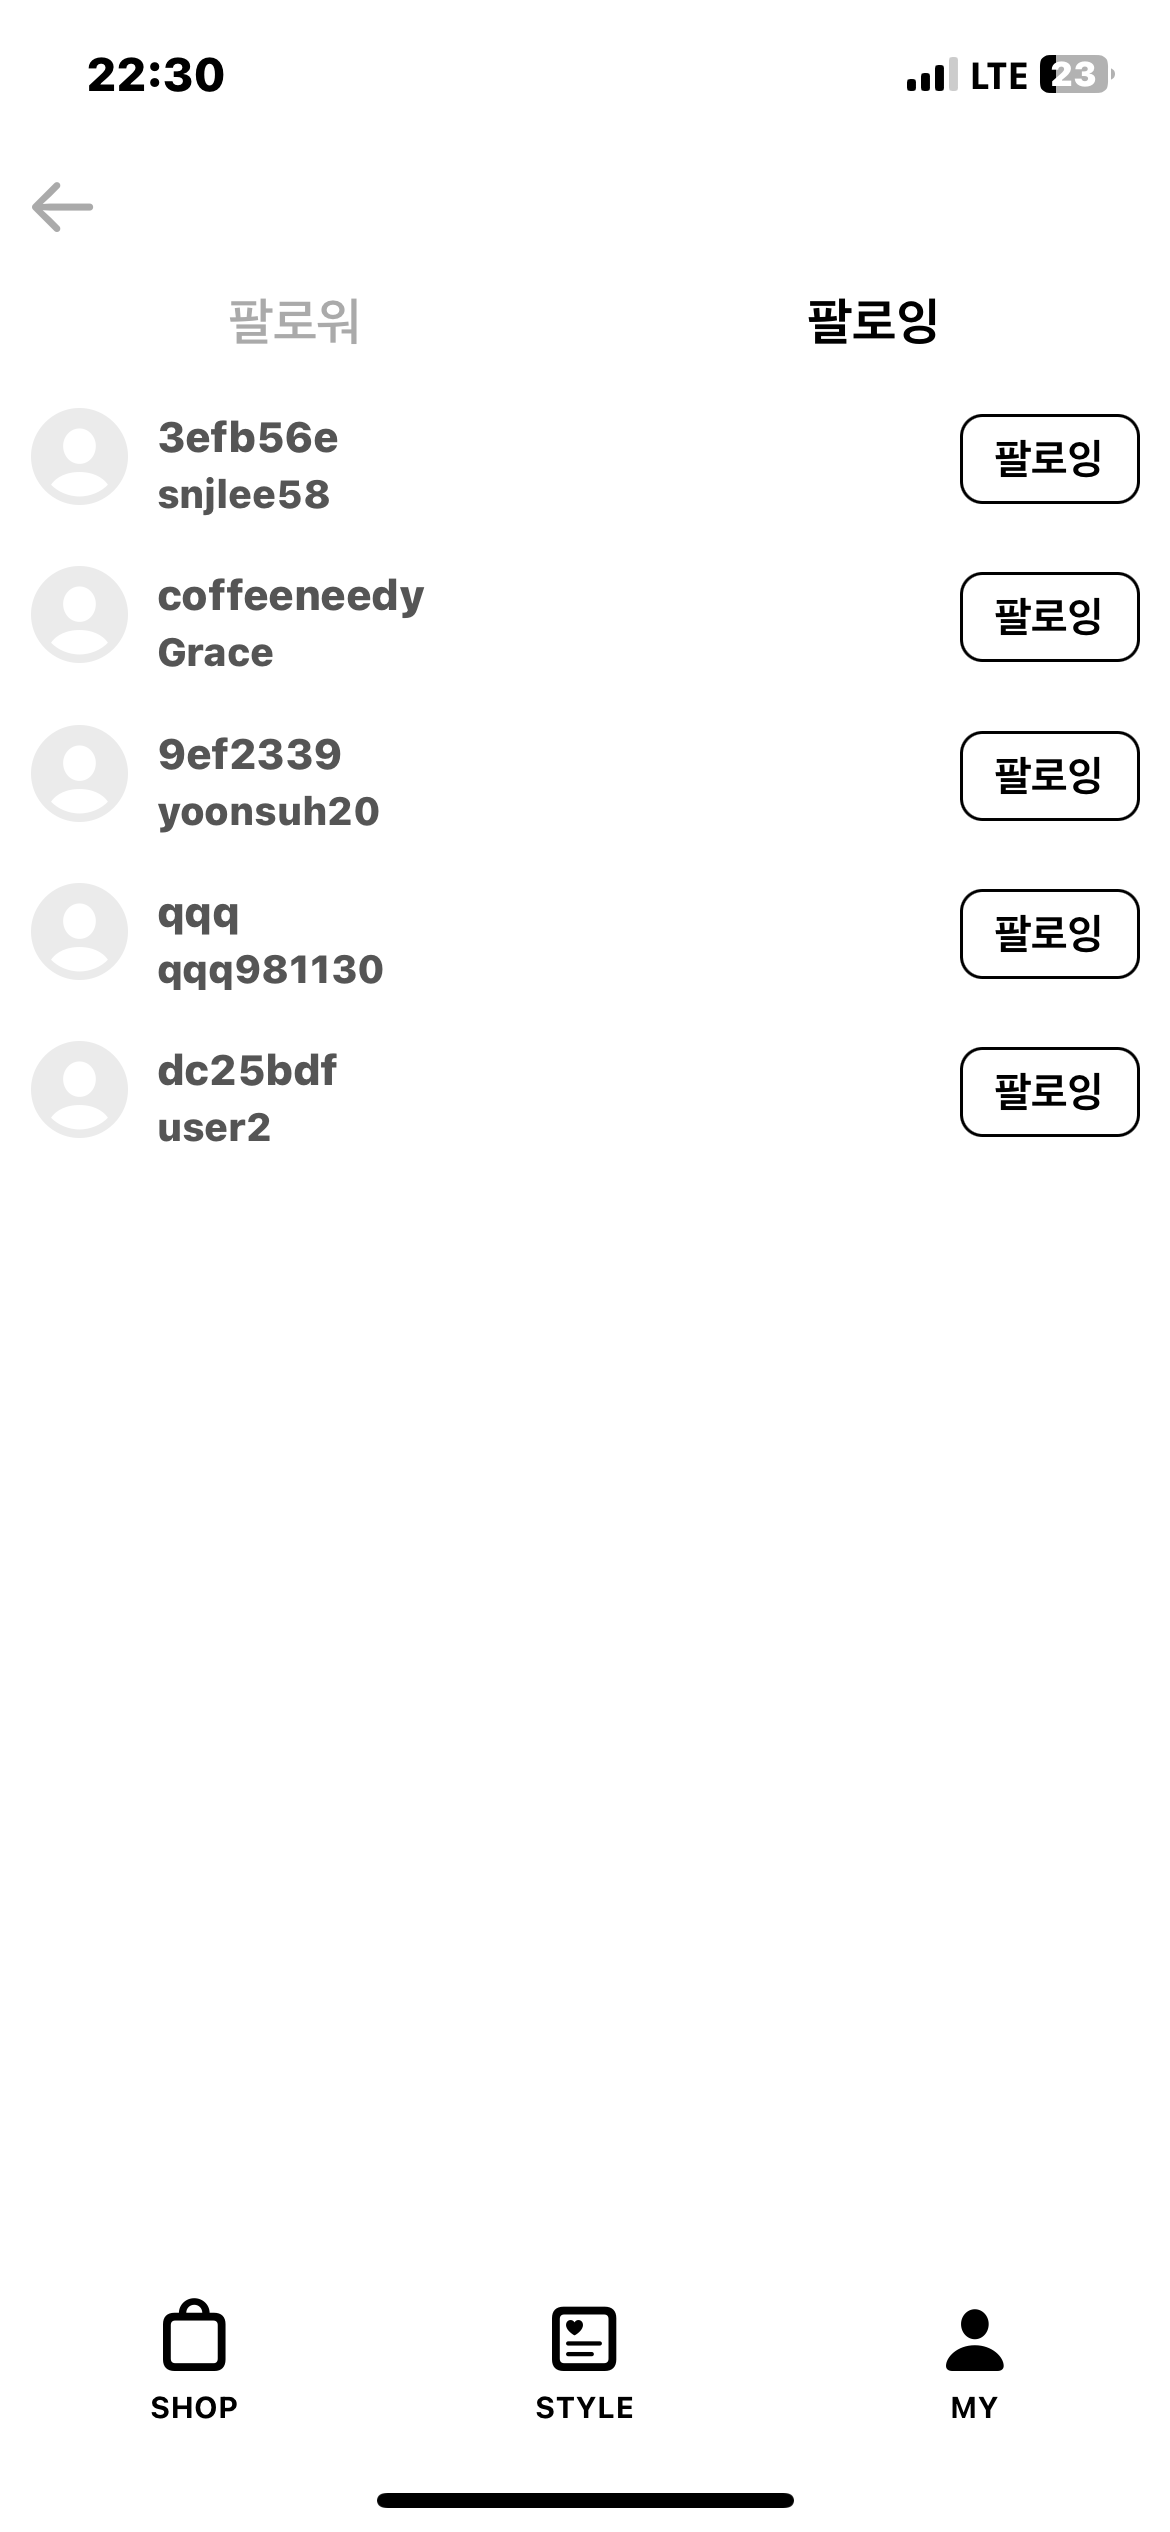 22:30 LTE 23
팔로워 팔로잉
3efb56e
snjlee58
팔로잉
coffeeneedy
Grace
팔로잉
9ef2339
yoonsuh20
팔로잉
qqq
qqq981130
팔로잉
dc25bdf
user2
팔로잉
SHOP STYLE MY